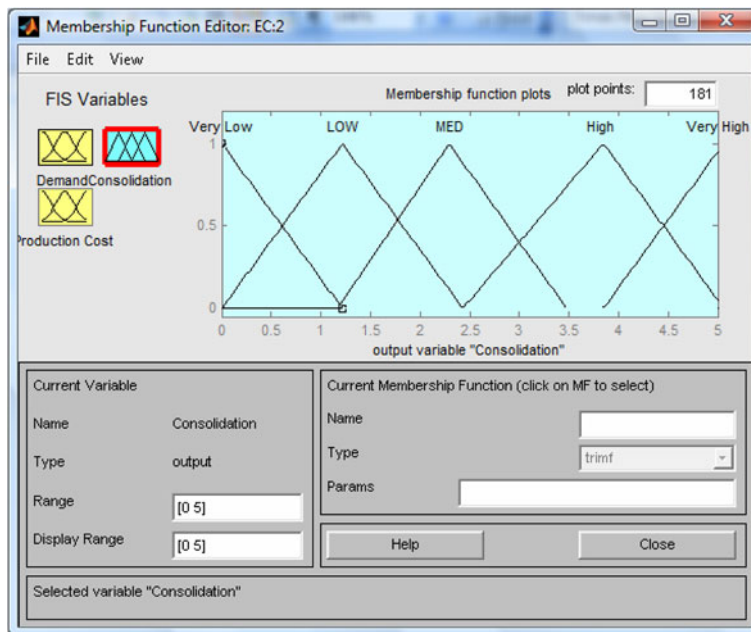 Membership Function Editor: EC:2
File Edit View
FIS Variables
Membership function plots plot points: 181
Very Low LOW MED High Very High
1
0.5
0
0 0.5 1 1.5 2 2.5 3 3.5 4 4.5 5
output variable "Consolidation"
DemandConsolidation
Production Cost
Current Variable
Name Consolidation
Type output
Range [0 5]
Display Range [0 5]
Current Membership Function (click on MF to select)
Name
Type trimf
Params
Help Close
Selected variable "Consolidation"